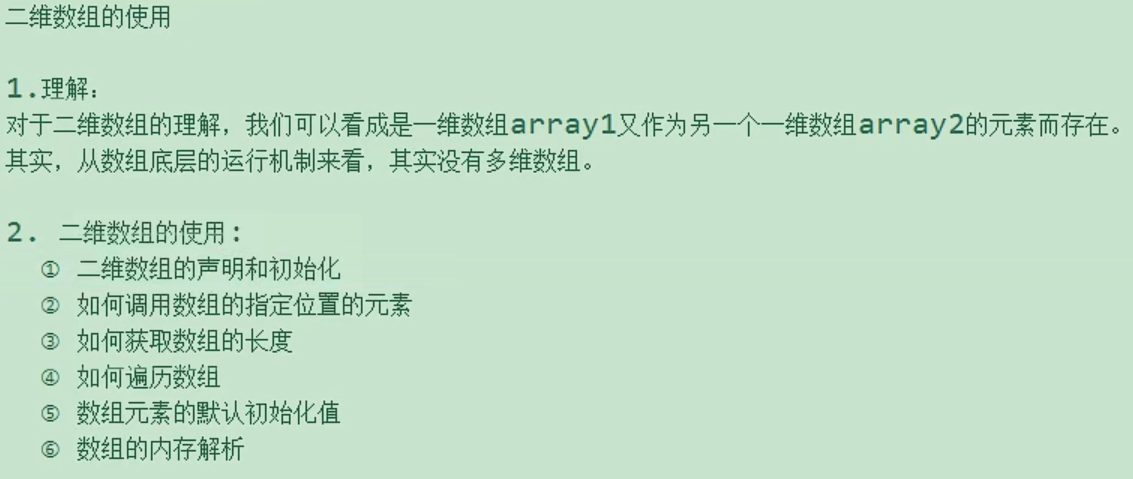 二维数组的使用
1.理解：
对于二维数组的理解，我们可以看成是一维数组array1又作为另一个一维数组array2的元素而存在。
其实，从数组底层的运行机制来看，其实没有多维数组。
2. 二维数组的使用:
① 二维数组的声明和初始化
② 如何调用数组的指定位置的元素
③ 如何获取数组的长度
④ 如何遍历数组
⑤ 数组元素的默认初始化值
⑥ 数组的内存解析